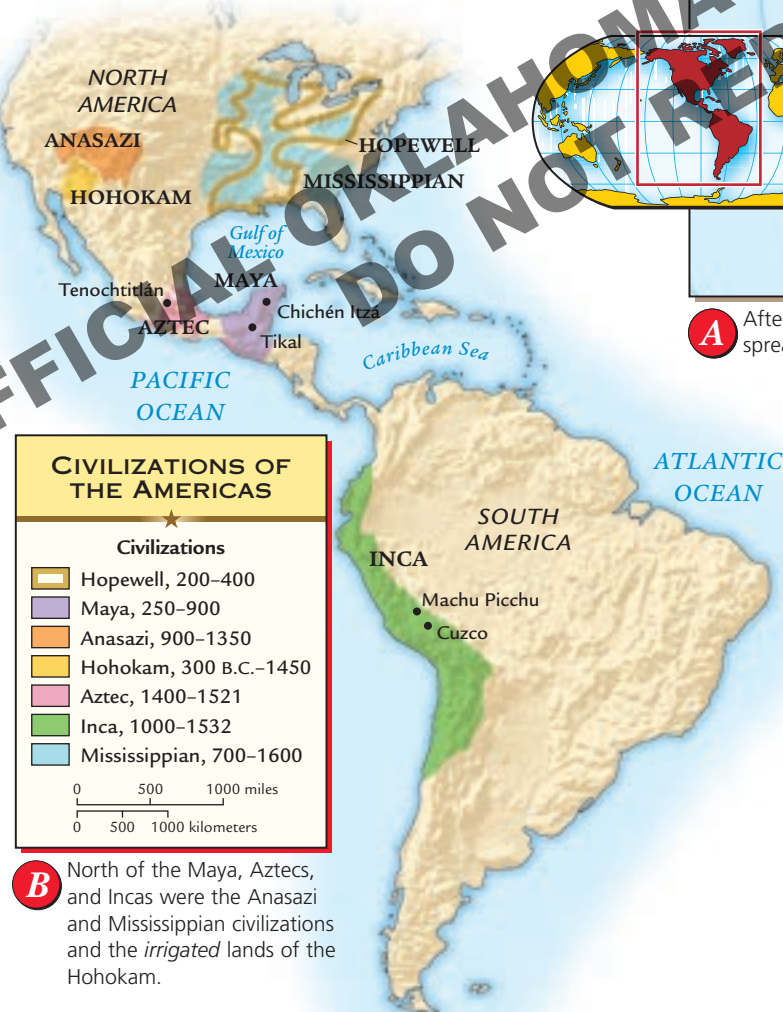 NORTH
AMERICA
ANASAZI
HOHOKAM
HOPEWELL
MISSISSIPPIAN
Gulf of
Mexico
MAYA
Tenochtitlán
Chichén Itzá
AZTEC
Tikal
Caribbean Sea
PACIFIC
OCEAN
ATLANTIC
OCEAN
SOUTH
AMERICA
INCA
Machu Picchu
Cuzco
CIVILIZATIONS OF
THE AMERICAS
Civilizations
Hopewell, 200–400
Maya, 250–900
Anasazi, 900–1350
Hohokam, 300 B.C.–1450
Aztec, 1400–1521
Inca, 1000–1532
Mississippian, 700–1600
0 500 1000 miles
0 500 1000 kilometers
A
Afte
sprea
B
North of the Maya, Aztecs,
and Incas were the Anasazi
and Mississippian civilizations
and the irrigated lands of the
Hohokam.
FFICIAL OKLAHOMA
DO NOT REP